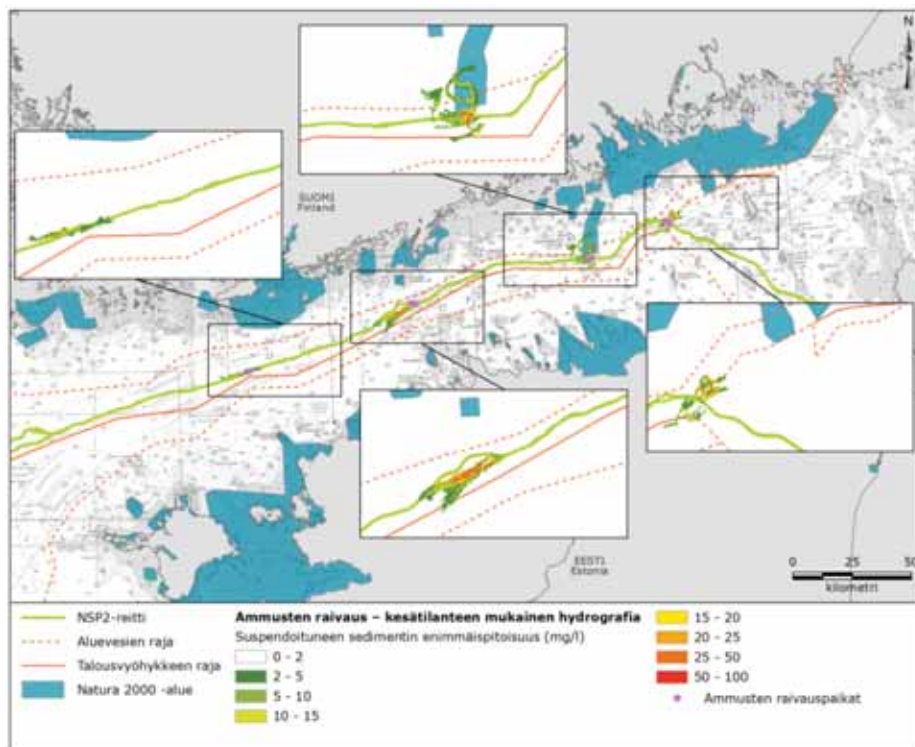 N
SUOMI
Finland
EESTI
Estonia
0 25 50
kilometri
NSP2-reitti
Aluevesien raja
Talousvyöhykkeen raja
Natura 2000 -alue
Ammusten raivaus – kesätilanteen mukainen hydrografia
Suspendoituneen sedimentin enimmäispitoisuus (mg/l)
0 - 2
2 - 5
5 - 10
10 - 15
15 - 20
20 - 25
25 - 50
50 - 100
Ammusten raivauspaikat